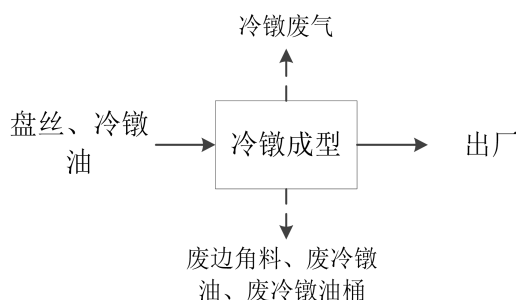 冷镦废气
盘丝、冷镦
油
冷镦成型
出厂
废边角料、废冷镦
油、废冷镦油桶